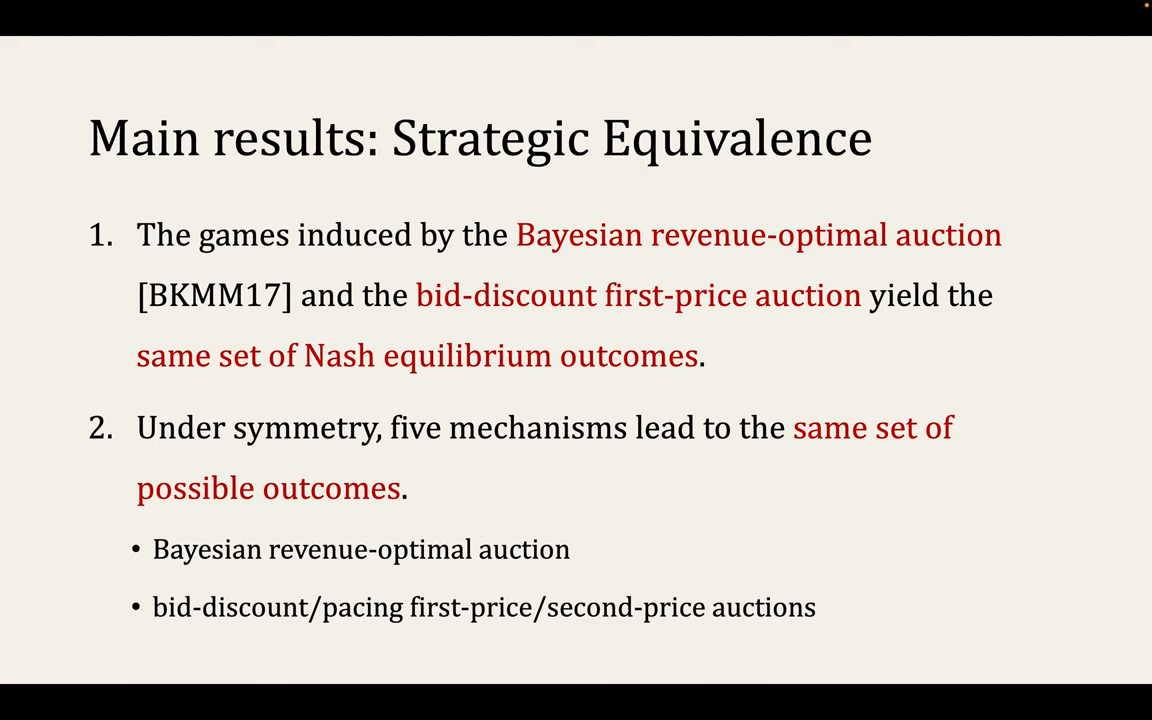 Main results: Strategic Equivalence
1. The games induced by the Bayesian revenue-optimal auction
[BKMM17] and the bid-discount first-price auction yield the
same set of Nash equilibrium outcomes.
2. Under symmetry, five mechanisms lead to the same set of
possible outcomes.
• Bayesian revenue-optimal auction
• bid-discount/pacing first-price/second-price auctions